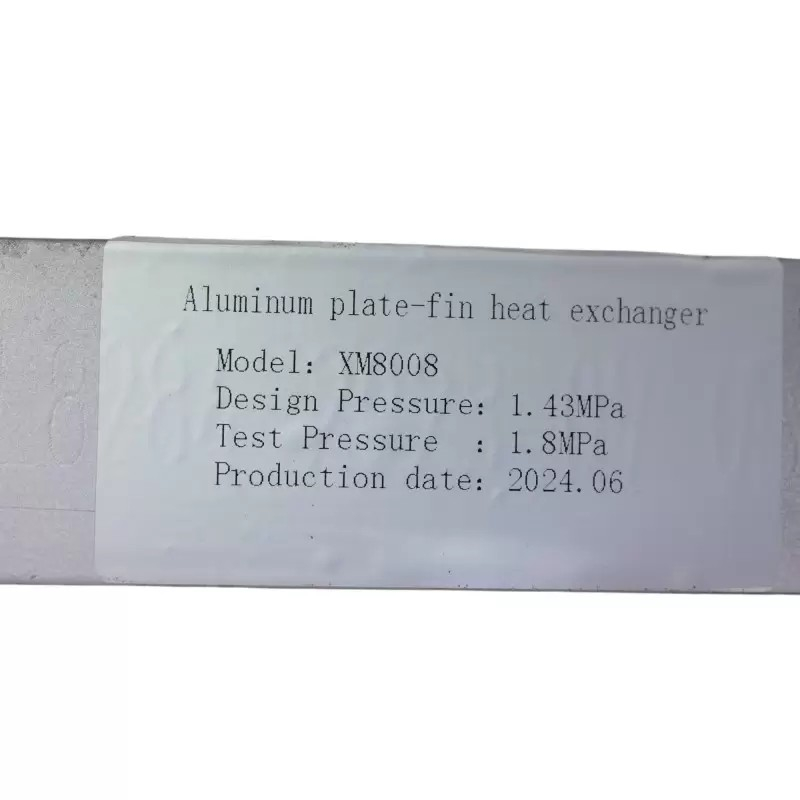 Aluminum plate-fin heat exchanger
Model: XM8008
Design Pressure: 1.43MPa
Test Pressure : 1.8MPa
Production date: 2024.06